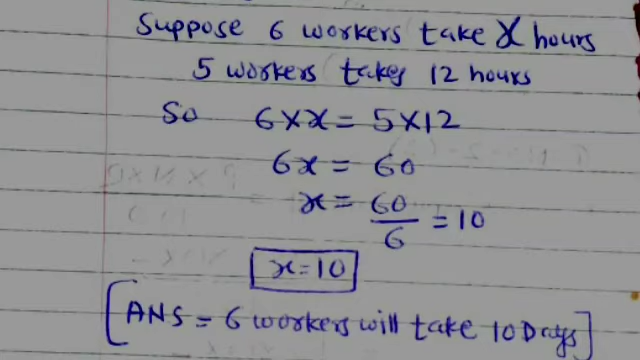 Suppose 6 workers take x hours
5 workers takes 12 hours
So 6×x = 5×12
6x = 60
x = 60/6 = 10
x=10
[ANS = 6 workers will take 10 Days]